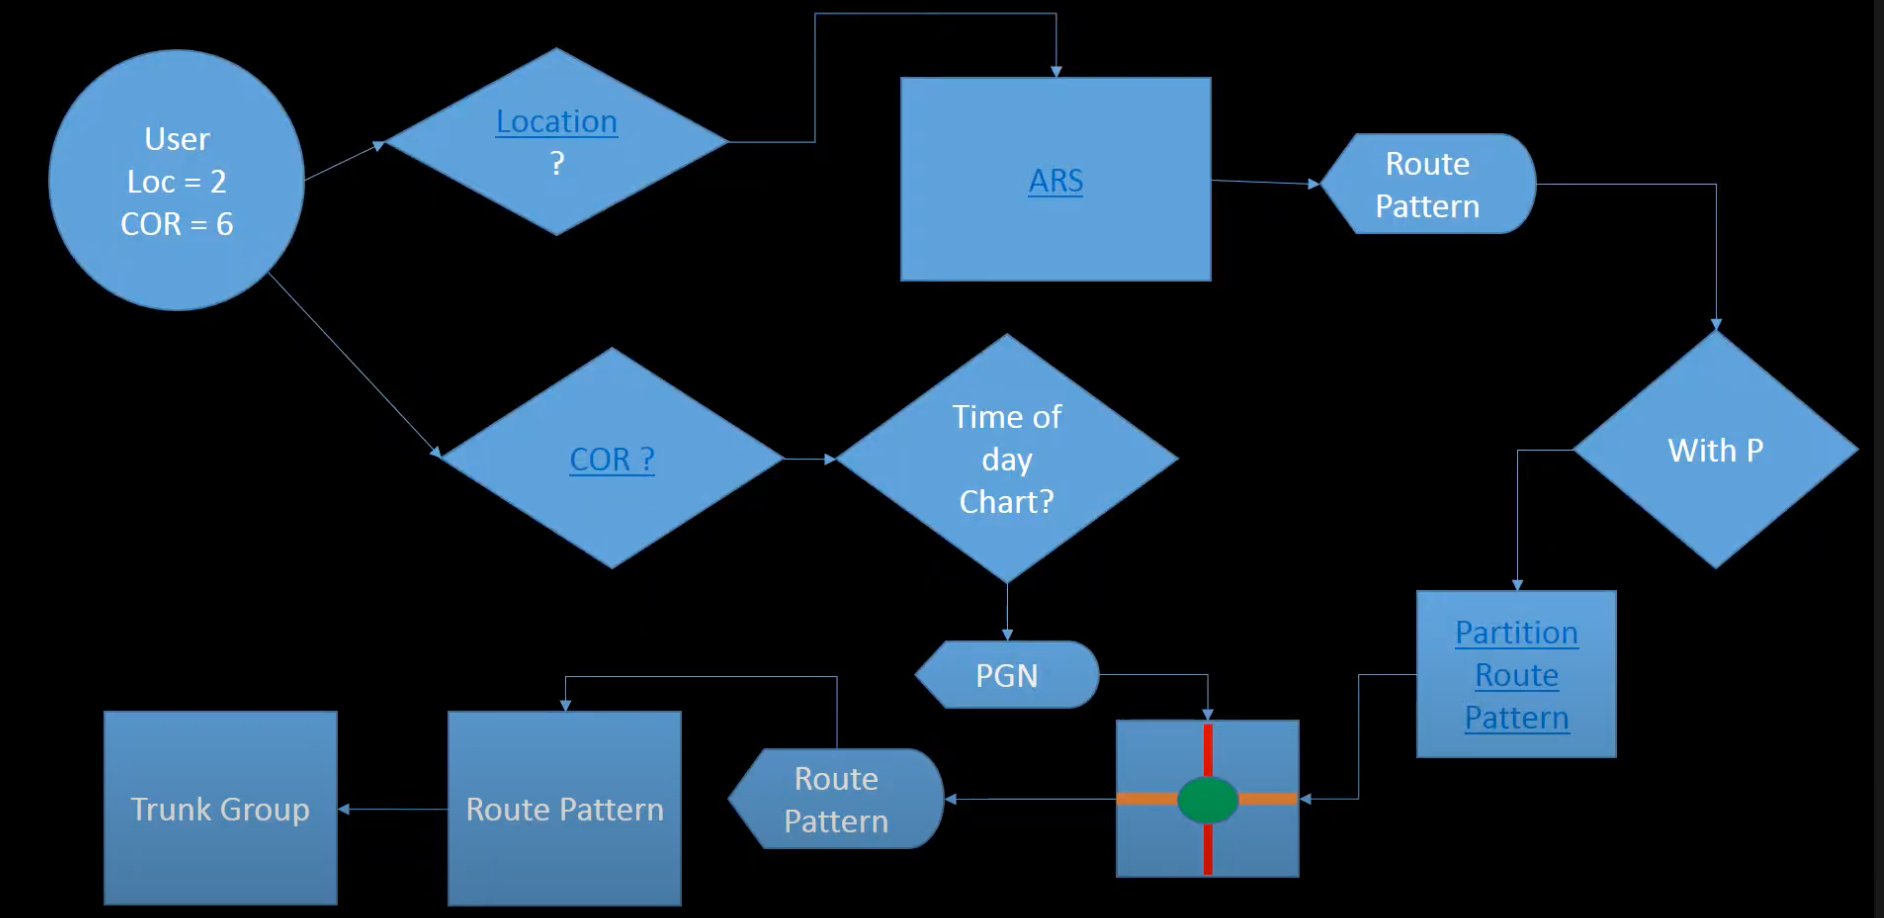 User
Loc = 2
COR = 6
Location
?
ARS
Route
Pattern
COR ?
Time of
day
Chart?
With P
PGN
Partition
Route
Pattern
Trunk Group
Route Pattern
Route
Pattern